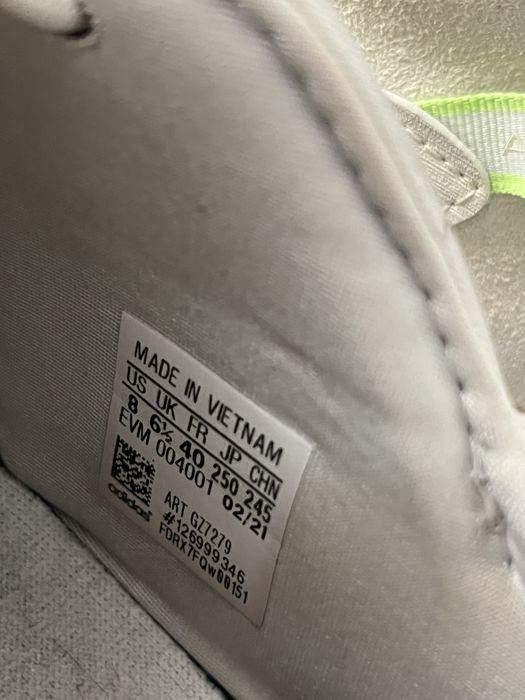 MADE IN VIETNAM
US UK FR JP CHN
8 6½ 40 250 245
EVM 004001 02/21
adidas
ART GZ7279
#126999346
FDRX7FQW00151